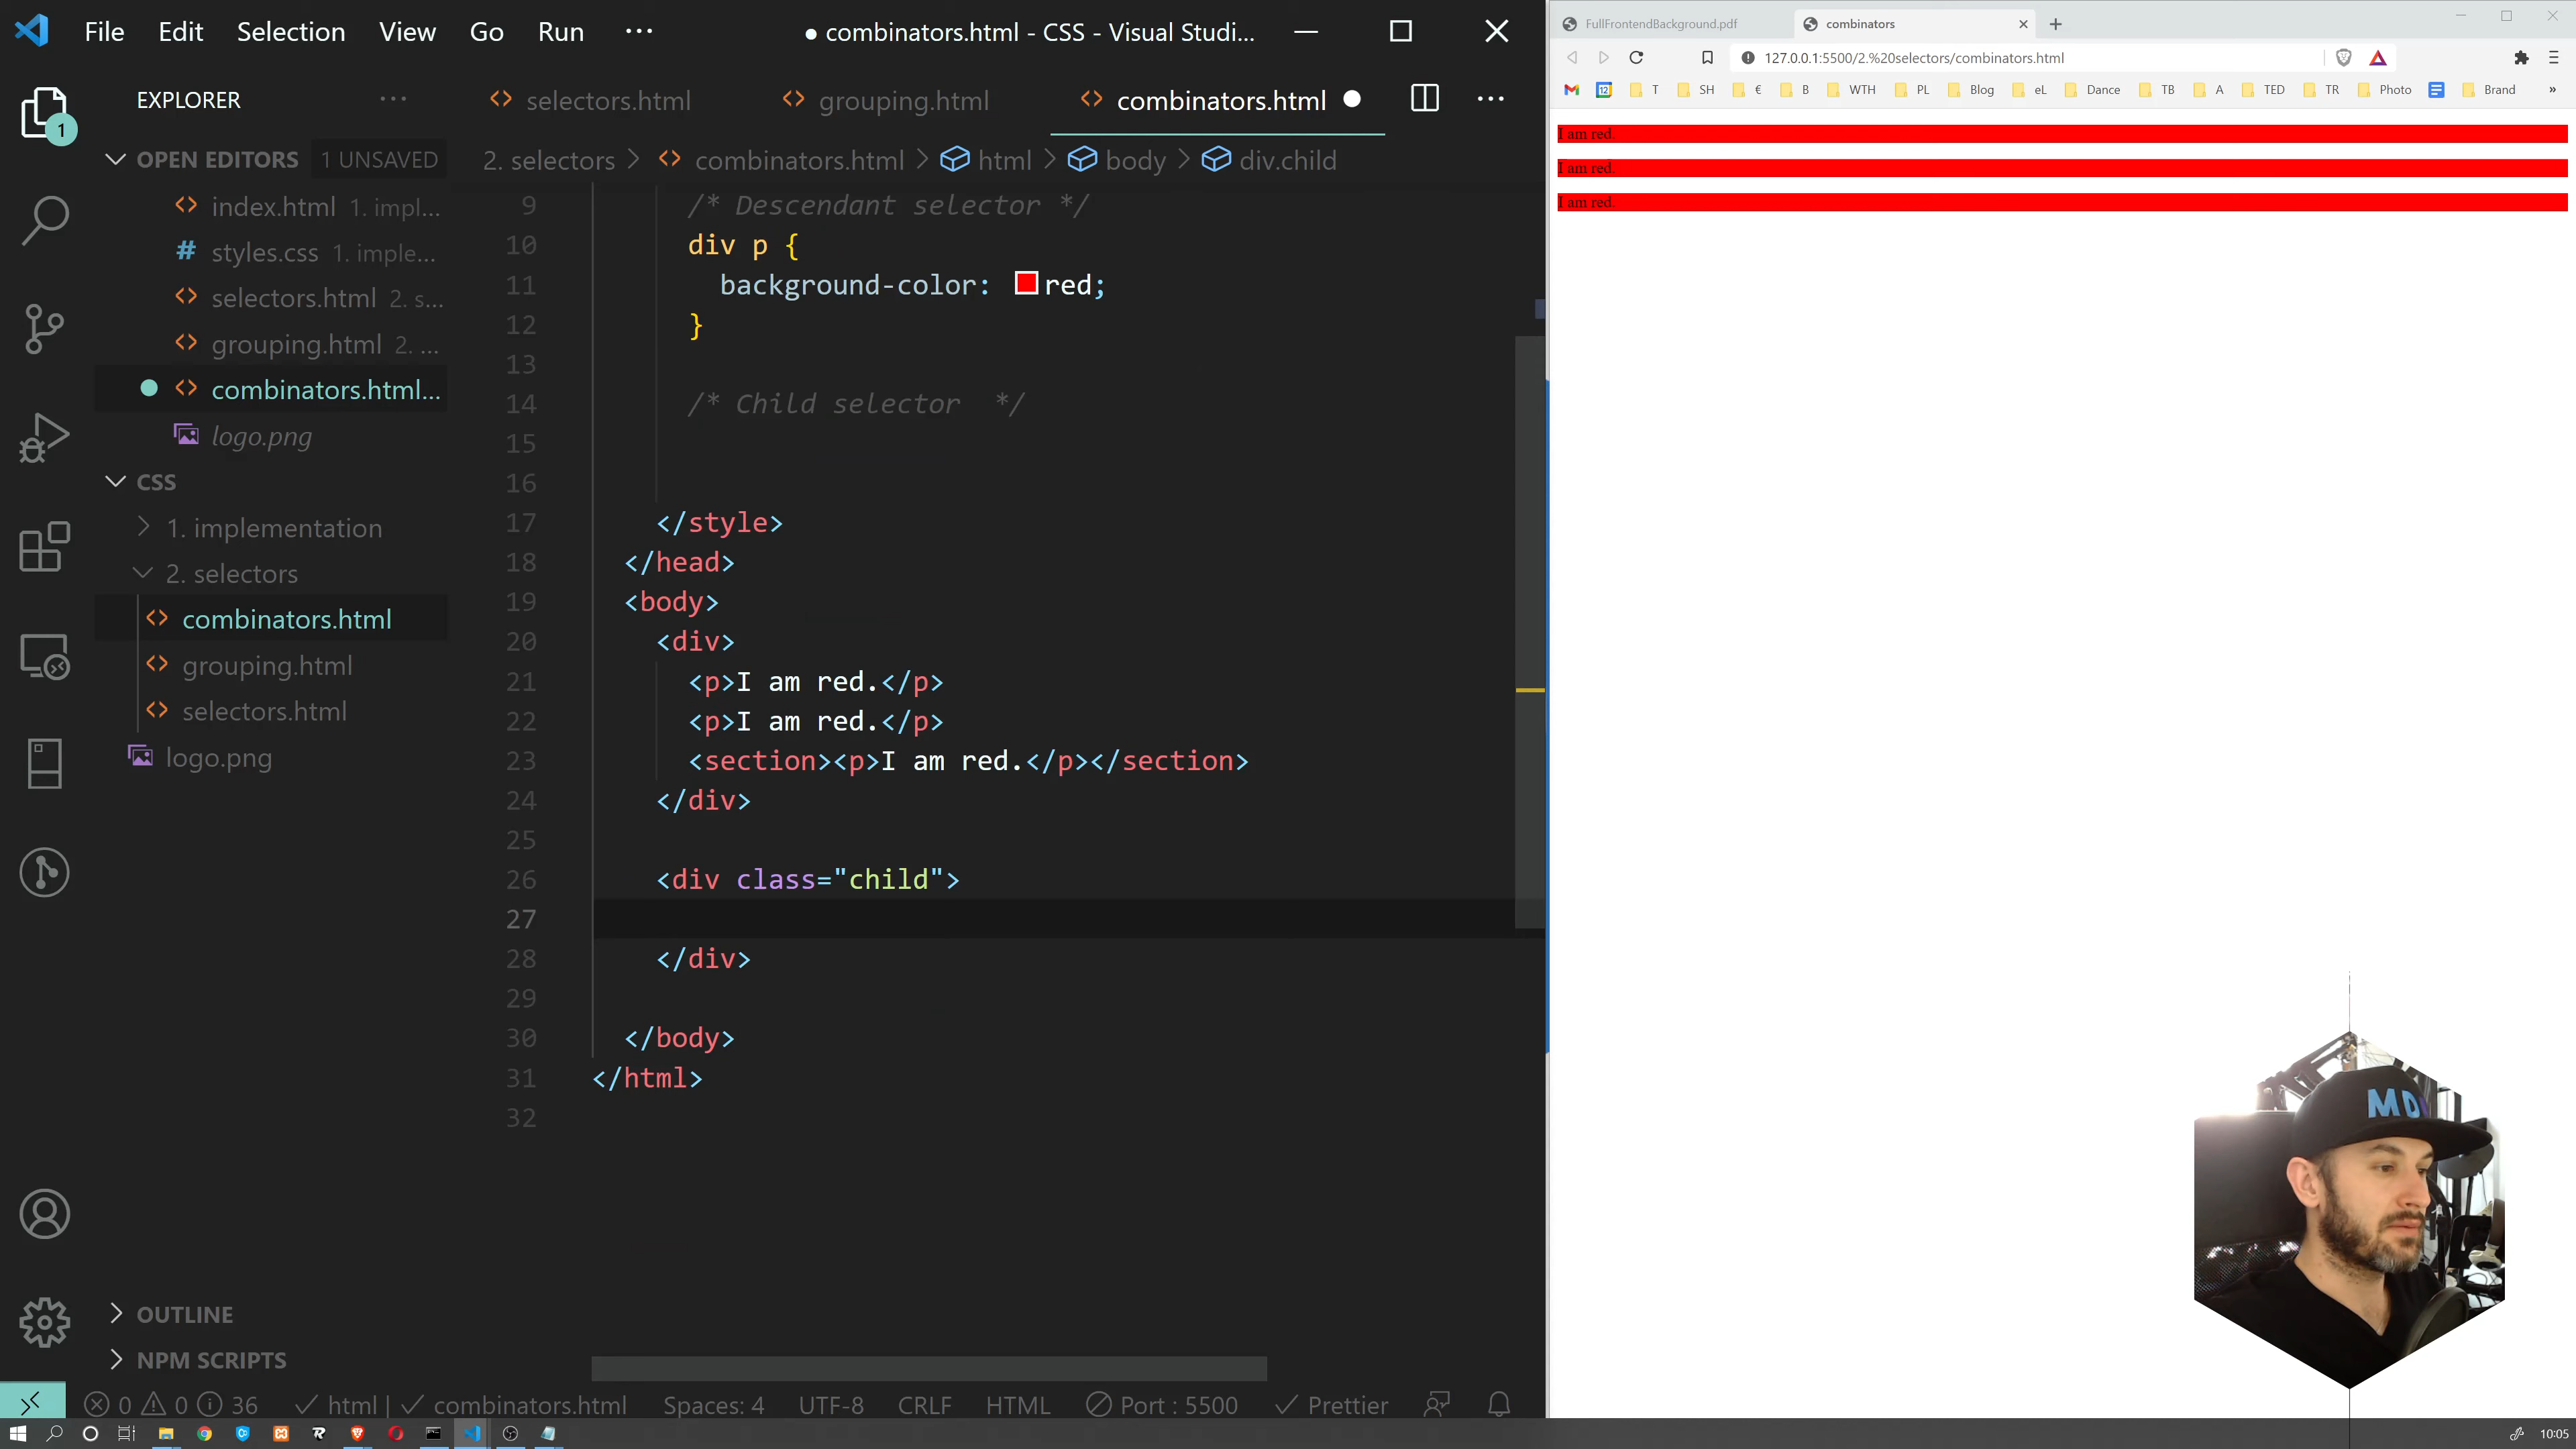 File Edit Selection View Go Run ···
● combinators.html - CSS - Visual Studi...
EXPLORER ···
1
OPEN EDITORS 1 UNSAVED
index.html 1. impl...
# styles.css 1. imple...
selectors.html 2. s...
grouping.html 2. ...
combinators.html...
logo.png
CSS
1. implementation
2. selectors
combinators.html
grouping.html
selectors.html
logo.png
OUTLINE
NPM SCRIPTS
selectors.html grouping.html combinators.html
2. selectors > combinators.html > html > body > div.child
9 /* Descendant selector */
10 div p {
11 background-color: red;
12 }
13
14 /* Child selector  */
15
16
17 </style>
18 </head>
19 <body>
20 <div>
21 <p>I am red.</p>
22 <p>I am red.</p>
23 <section><p>I am red.</p></section>
24 </div>
25
26 <div class="child">
27
28 </div>
29
30 </body>
31 </html>
32
0 0 36 html | combinators.html Spaces: 4 UTF-8 CRLF HTML Port : 5500 Prettier
FullFrontendBackground.pdf combinators
127.0.0.1:5500/2.%20selectors/combinators.html
12 T SH € B WTH PL Blog eL Dance TB A TED TR Photo Brand »
I am red.
I am red.
I am red.
10:05